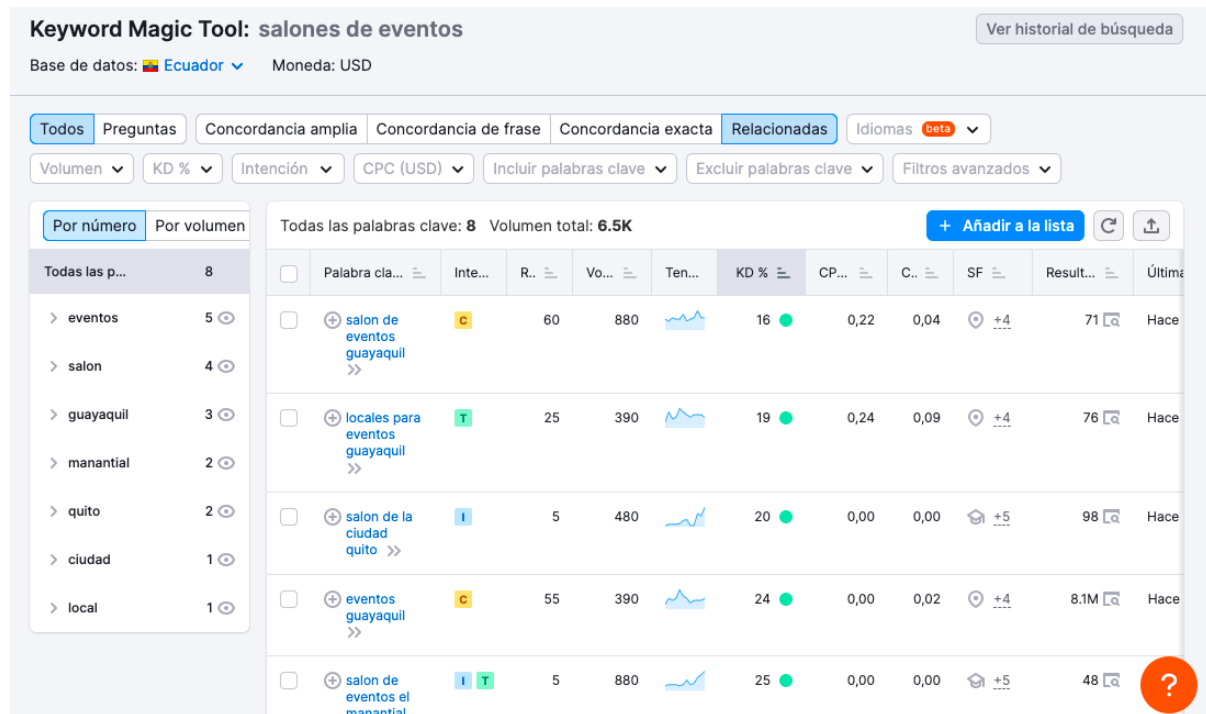 Keyword Magic Tool: salones de eventos
Ver historial de búsqueda
Base de datos: Ecuador Moneda: USD
Todos Preguntas Concordancia amplia Concordancia de frase Concordancia exacta Relacionadas Idiomas beta
Volumen KD % Intención CPC (USD) Incluir palabras clave Excluir palabras clave Filtros avanzados
Por número Por volumen
Todas las palabras clave: 8 Volumen total: 6.5K
+ Añadir a la lista
Todas las p... 8
eventos 5
salon 4
guayaquil 3
manantial 2
quito 2
ciudad 1
local 1
Palabra cla... Inte... R.. Vo... Ten... KD % CP... C.. SF Result... Última
salon de
eventos
guayaquil
C 60 880 16 0,22 0,04 +4 71 Hace
locales para
eventos
guayaquil
T 25 390 19 0,24 0,09 +4 76 Hace
salon de la
ciudad
quito
I 5 480 20 0,00 0,00 +5 98 Hace
eventos
guayaquil
C 55 390 24 0,00 0,02 +4 8.1M Hace
salon de
eventos el
manantial
I T 5 880 25 0,00 0,00 +5 48
?